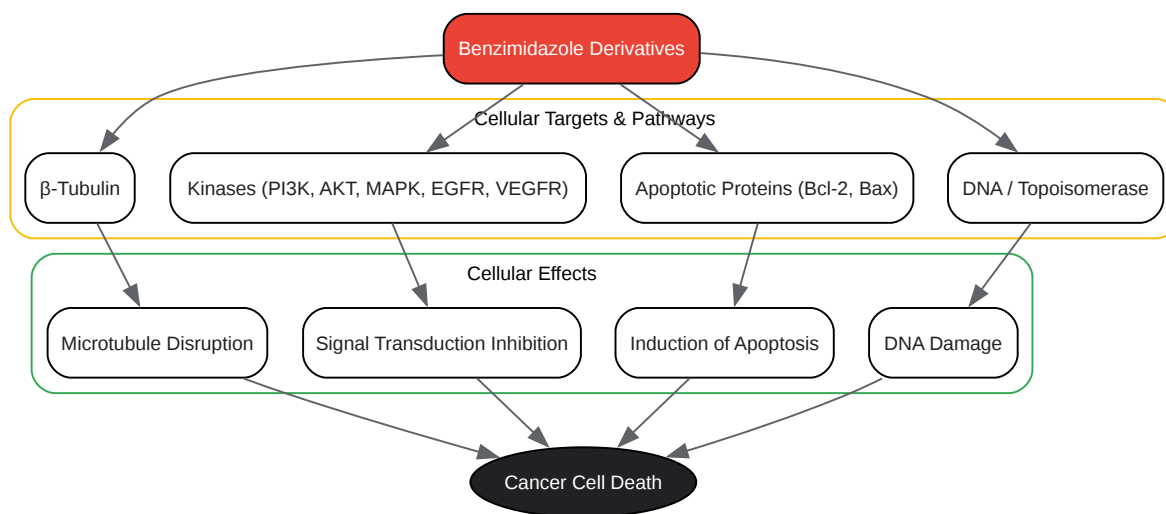 Benzimidazole Derivatives
Cellular Targets & Pathways
β-Tubulin
Kinases (PI3K, AKT, MAPK, EGFR, VEGFR)
Apoptotic Proteins (Bcl-2, Bax)
DNA / Topoisomerase
Cellular Effects
Microtubule Disruption
Signal Transduction Inhibition
Induction of Apoptosis
DNA Damage
Cancer Cell Death